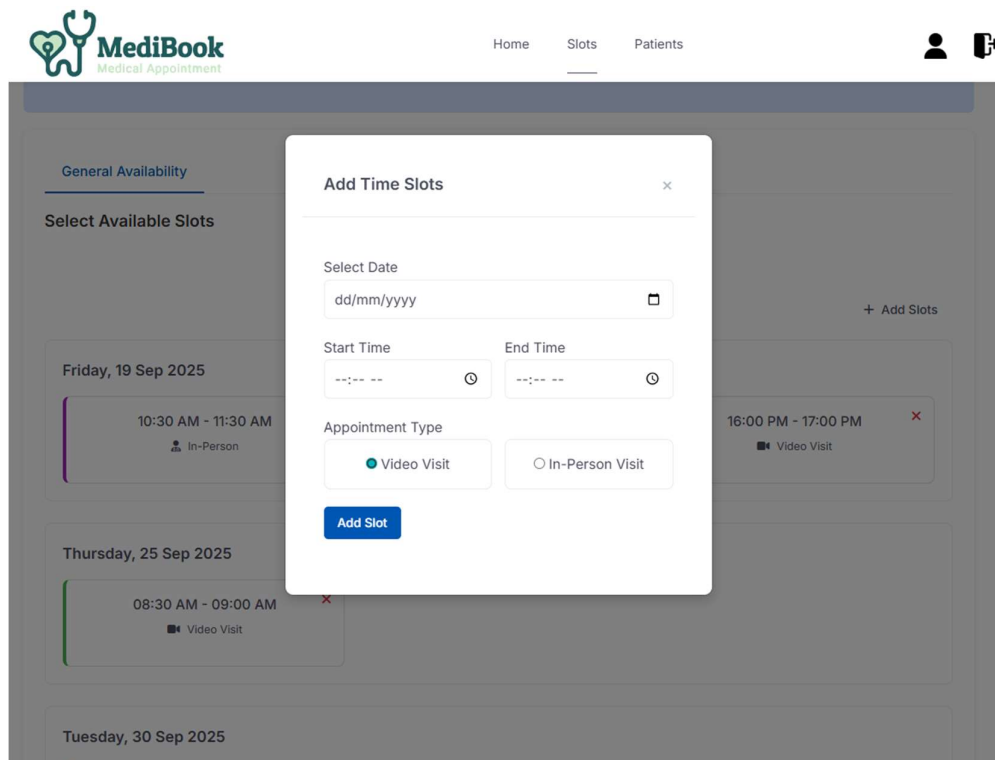 MediBook
Medical Appointment
Home Slots Patients
General Availability
Select Available Slots
+ Add Slots
Friday, 19 Sep 2025
10:30 AM - 11:30 AM
In-Person
16:00 PM - 17:00 PM
Video Visit
Thursday, 25 Sep 2025
08:30 AM - 09:00 AM
Video Visit
Tuesday, 30 Sep 2025
Add Time Slots
Select Date
dd/mm/yyyy
Start Time End Time
--:-- -- --:-- --
Appointment Type
Video Visit In-Person Visit
Add Slot